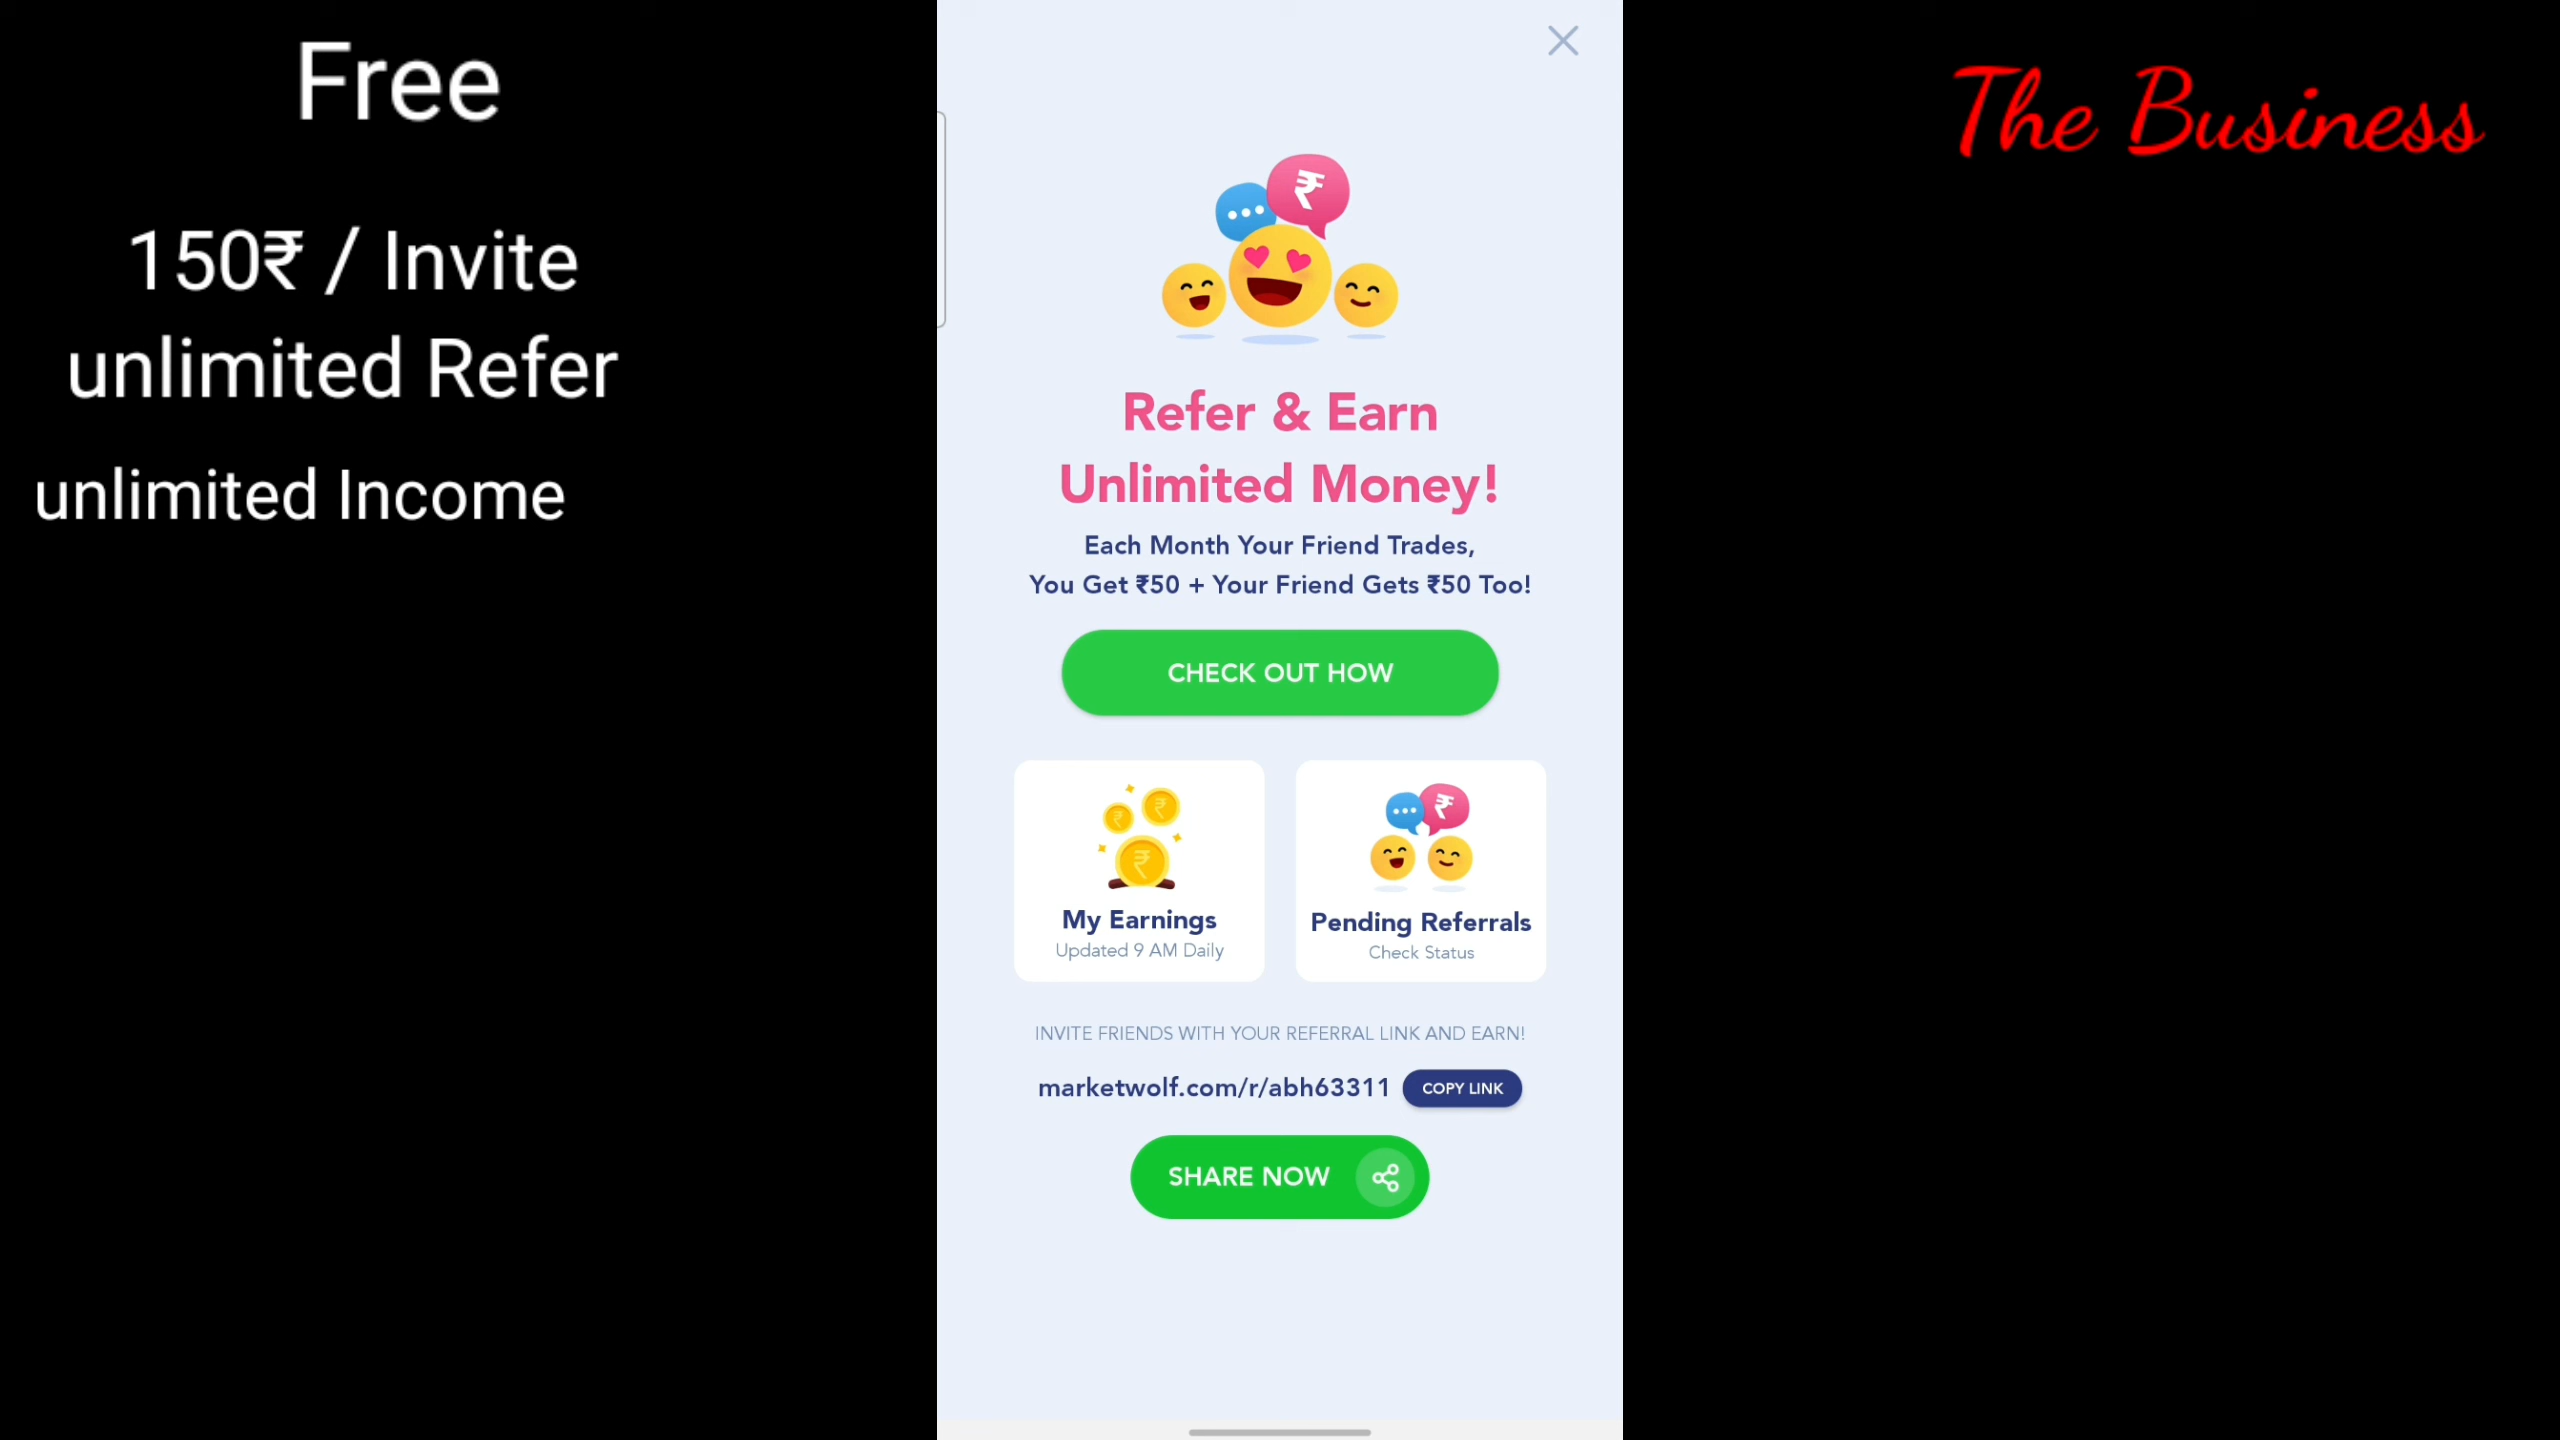 Free
150₹ / Invite
unlimited Refer
unlimited Income
The Business
₹
Refer & Earn
Unlimited Money!
Each Month Your Friend Trades,
You Get ₹50 + Your Friend Gets ₹50 Too!
CHECK OUT HOW
₹
₹
₹
₹
My Earnings
Updated 9 AM Daily
Pending Referrals
Check Status
INVITE FRIENDS WITH YOUR REFERRAL LINK AND EARN!
marketwolf.com/r/abh63311 COPY LINK
SHARE NOW